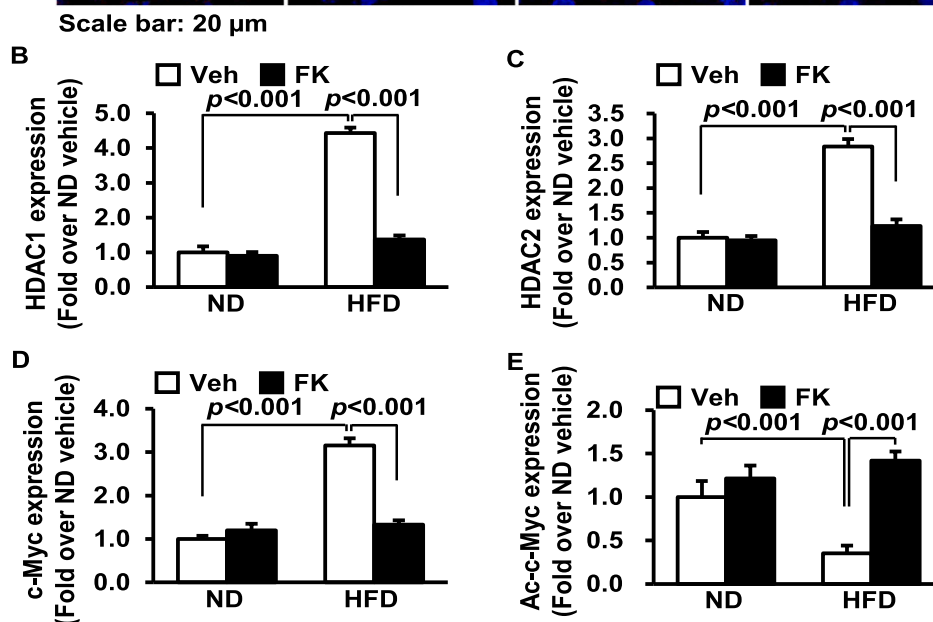 Scale bar: 20 µm
B
Veh FK
p<0.001 p<0.001
HDAC1 expression
(Fold over ND vehicle)
5.0
4.0
3.0
2.0
1.0
0.0
ND HFD
C
Veh FK
p<0.001 p<0.001
HDAC2 expression
(Fold over ND vehicle)
3.5
3.0
2.5
2.0
1.5
1.0
0.5
0.0
ND HFD
D
Veh FK
p<0.001 p<0.001
c-Myc expression
(Fold over ND vehicle)
4.0
3.0
2.0
1.0
0.0
ND HFD
E
Veh FK
p<0.001 p<0.001
Ac-c-Myc expression
(Fold over ND vehicle)
2.0
1.5
1.0
0.5
0.0
ND HFD